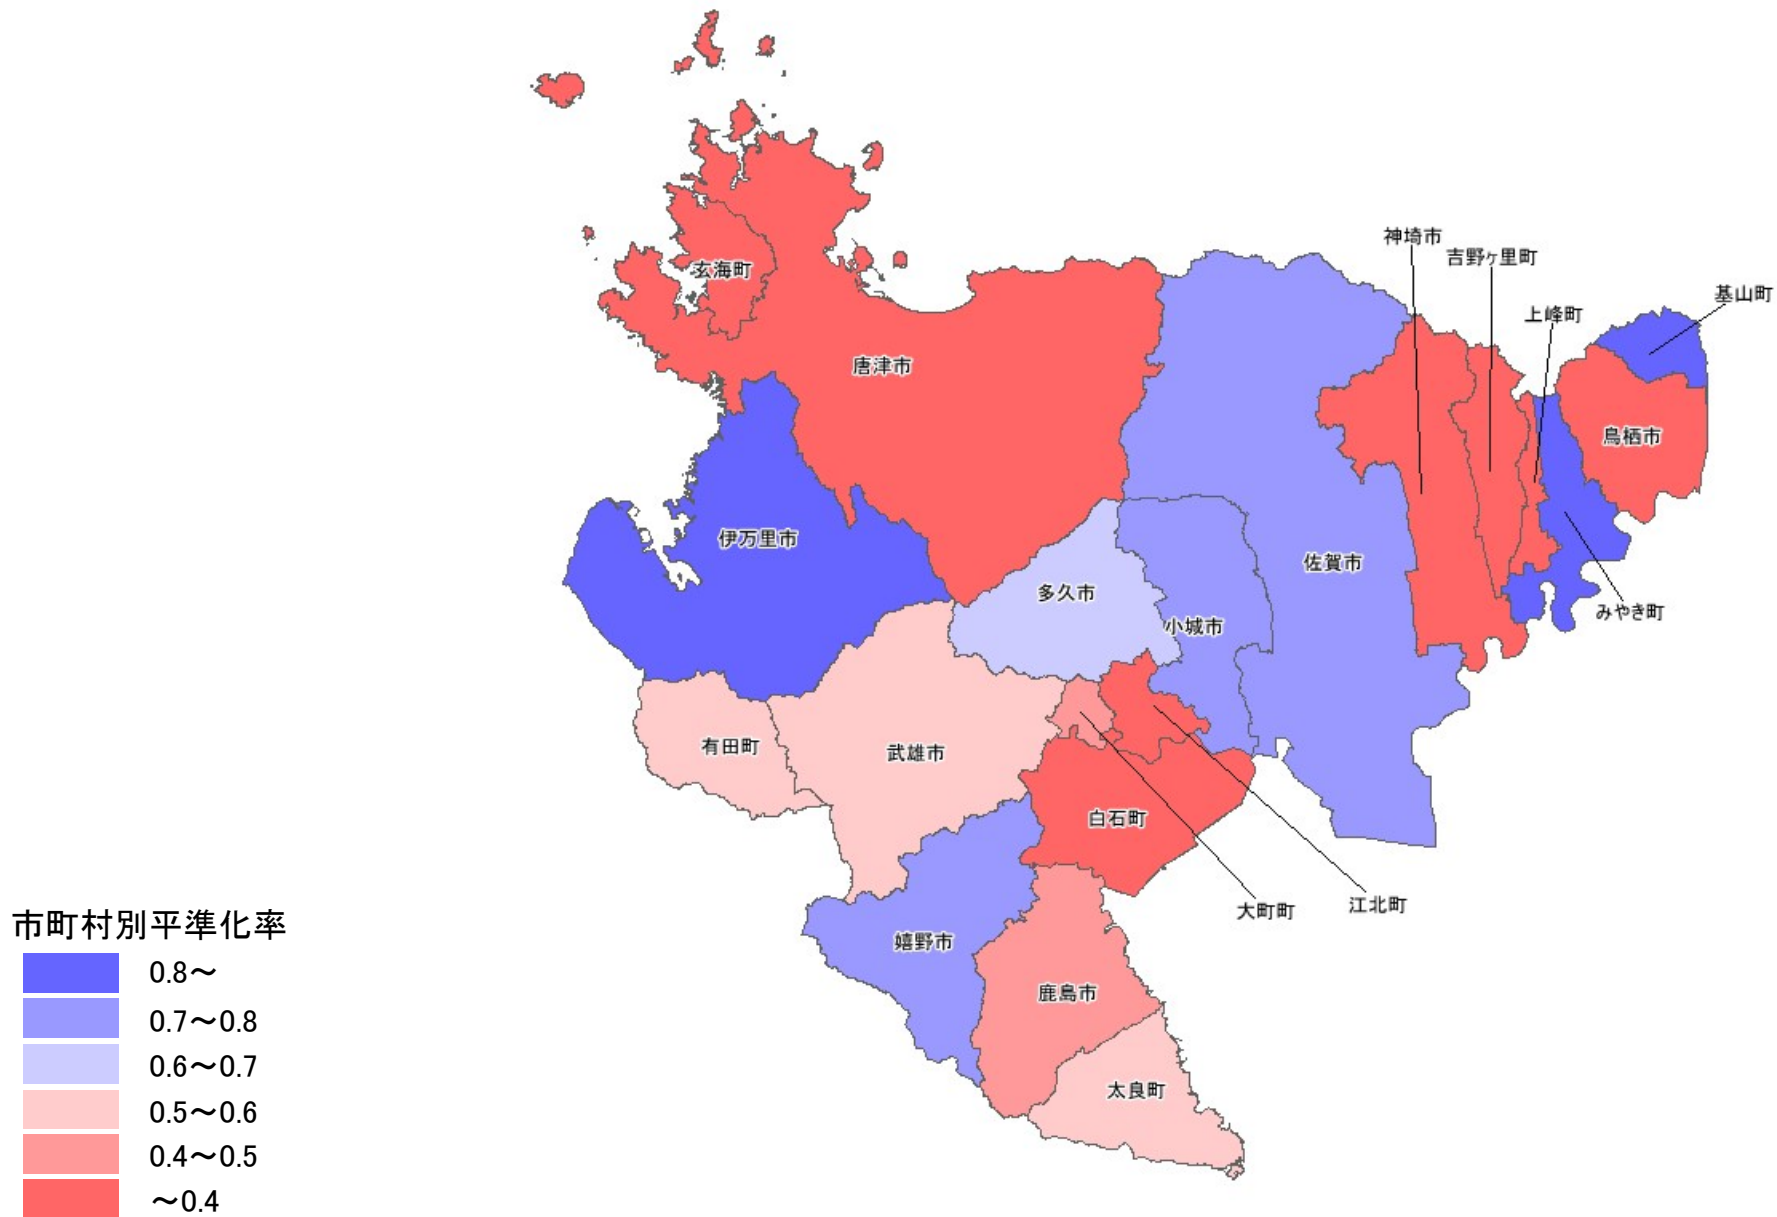 神埼市
吉野ヶ里町
基山町
上峰町
玄海町
唐津市
鳥栖市
伊万里市
佐賀市
多久市
みやき町
小城市
有田町
武雄市
白石町
大町町
江北町
嬉野市
鹿島市
太良町
市町村別平準化率
0.8～
0.7～0.8
0.6～0.7
0.5～0.6
0.4～0.5
～0.4